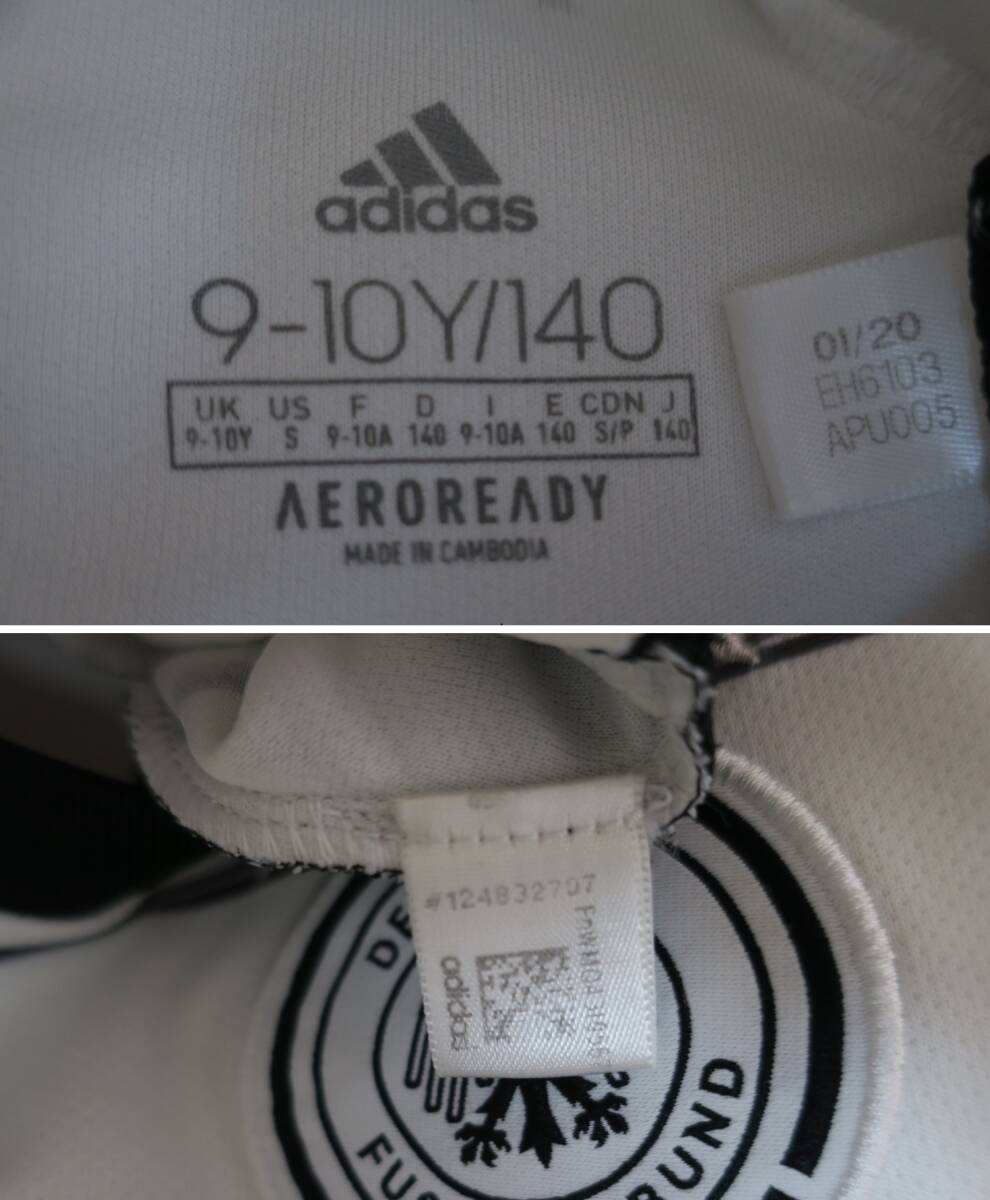 adidas
9-10Y/140
UK US F D I E CDN J
9-10Y S 9-10A 140 9-10A 140 S/P 140
AEROREADY
MADE IN CAMBODIA
01/20
EH6103
APU005
#124832707
adidas
FUS
BUND